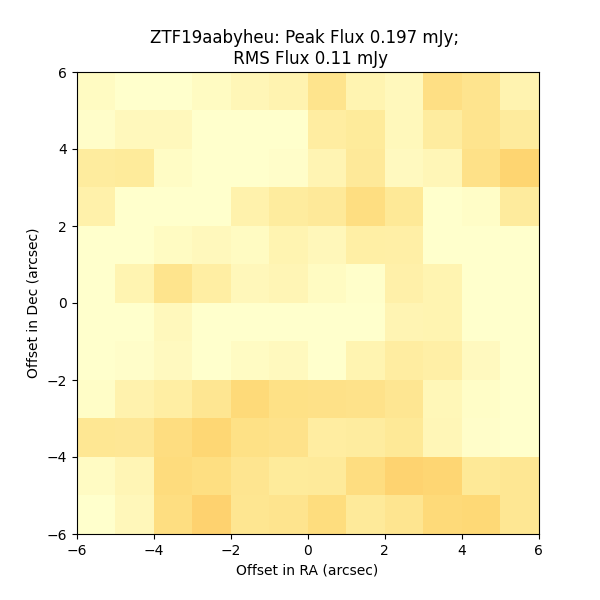 ZTF19aabyheu: Peak Flux 0.197 mJy;
RMS Flux 0.11 mJy
6
4
2
0
−2
−4
−6
Offset in Dec (arcsec)
−6 −4 −2 0 2 4 6
Offset in RA (arcsec)